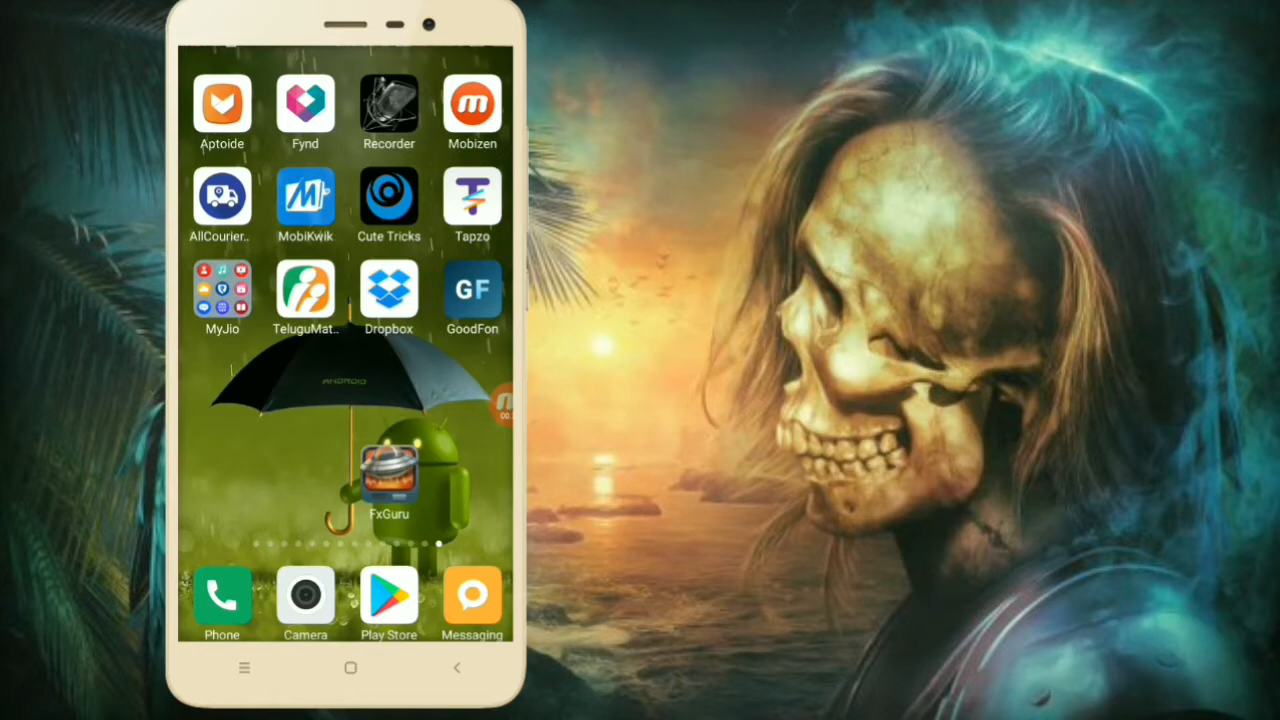 Aptoide
Fynd
Recorder
Mobizen
AllCourier..
MobiKwik
Cute Tricks
Tapzo
GF
MyJio
TeluguMat..
Dropbox
GoodFon
ANDROID
FxGuru
Phone
Camera
Play Store
Messaging